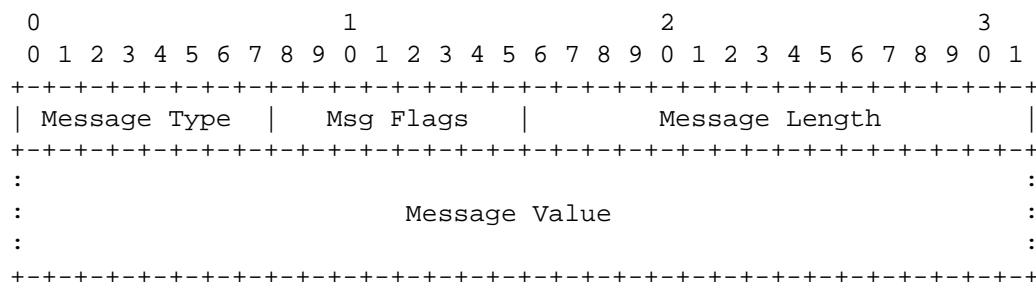 0                   1                   2                   3
 0 1 2 3 4 5 6 7 8 9 0 1 2 3 4 5 6 7 8 9 0 1 2 3 4 5 6 7 8 9 0 1
+-+-+-+-+-+-+-+-+-+-+-+-+-+-+-+-+-+-+-+-+-+-+-+-+-+-+-+-+-+-+-+-+
| Message Type  |   Msg Flags   |        Message Length         |
+-+-+-+-+-+-+-+-+-+-+-+-+-+-+-+-+-+-+-+-+-+-+-+-+-+-+-+-+-+-+-+-+
:                                                               :
:                        Message Value                          :
:                                                               :
+-+-+-+-+-+-+-+-+-+-+-+-+-+-+-+-+-+-+-+-+-+-+-+-+-+-+-+-+-+-+-+-+